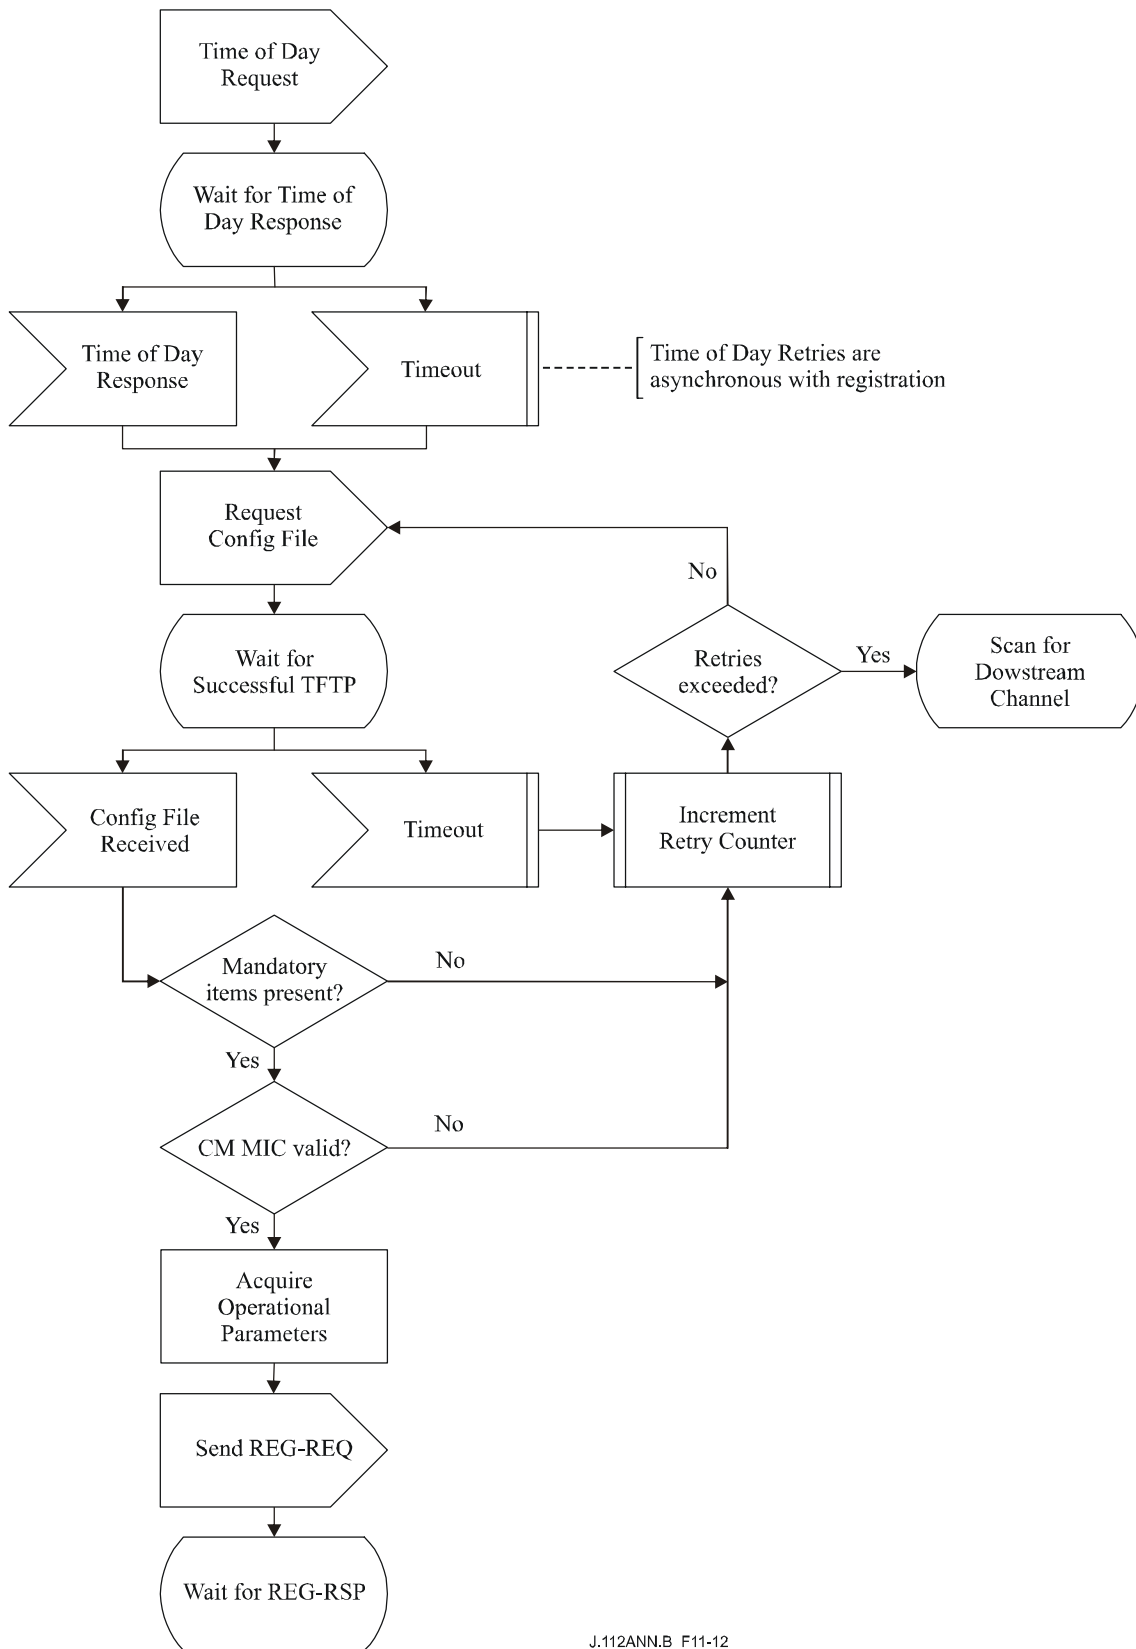 Time of Day
Request
Wait for Time of
Day Response
Time of Day
Response
Timeout
Time of Day Retries are
asynchronous with registration
Request
Config File
No
Wait for
Successful TFTP
Retries
exceeded?
Yes
Scan for
Dowstream
Channel
Config File
Received
Timeout
Increment
Retry Counter
Mandatory
items present?
No
Yes
CM MIC valid?
No
Yes
Acquire
Operational
Parameters
Send REG-REQ
Wait for REG-RSP
J.112ANN.B_F11-12